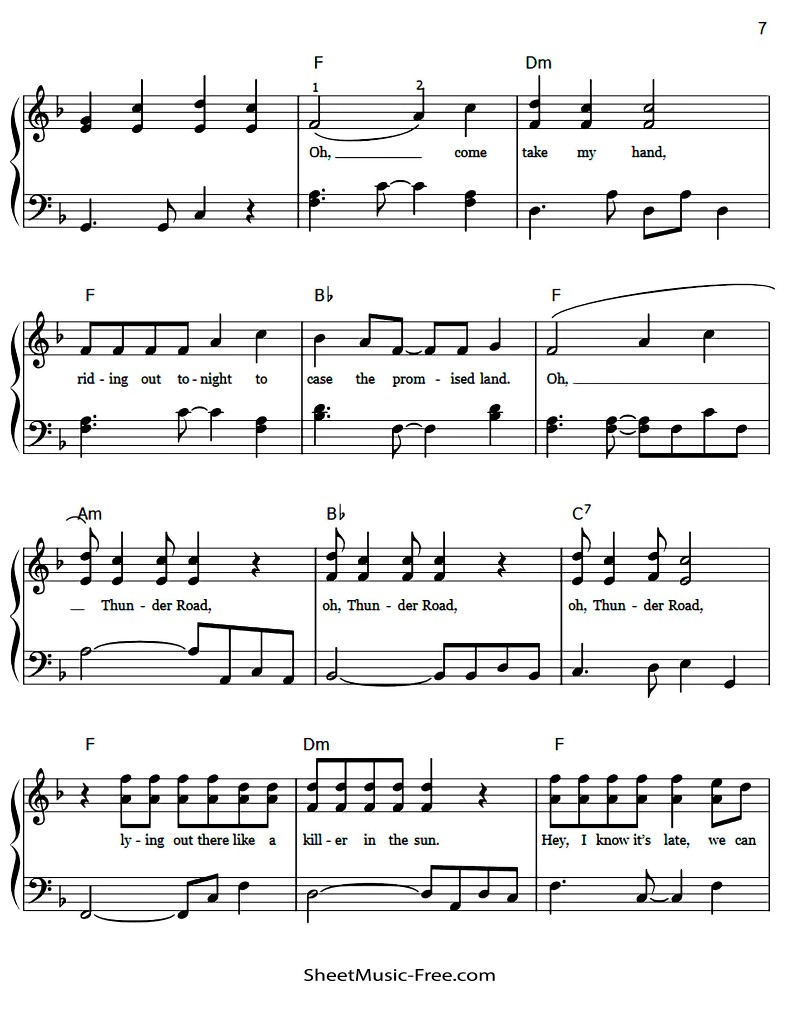 7
F Dm
1 2
Oh, come take my hand,
F B♭ F
rid - ing out to - night to case the prom - ised land. Oh,
Am B♭ C7
Thun - der Road, oh, Thun - der Road, oh, Thun - der Road,
F Dm F
ly - ing out there like a kill - er in the sun. Hey, I know it's late, we can
SheetMusic-Free.com